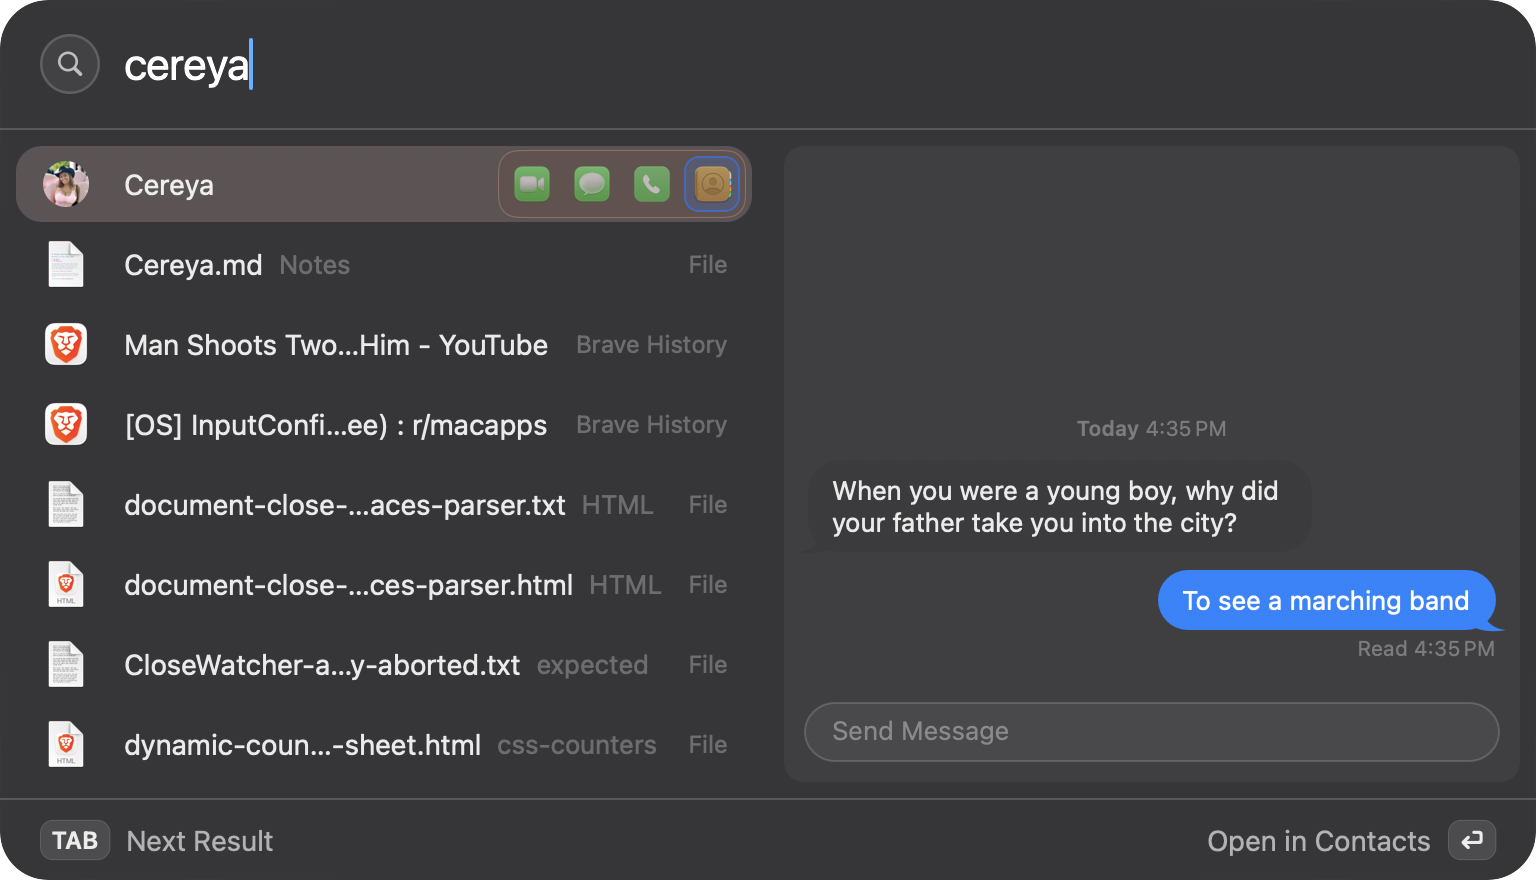 cereya
Cereya
Cereya.md Notes File
Man Shoots Two...Him - YouTube Brave History
[OS] InputConfi...ee) : r/macapps Brave History
document-close-...aces-parser.txt HTML File
document-close-...ces-parser.html HTML File
CloseWatcher-a...y-aborted.txt expected File
dynamic-coun...-sheet.html css-counters File
Today 4:35 PM
When you were a young boy, why did
your father take you into the city?
To see a marching band
Read 4:35 PM
Send Message
TAB Next Result
Open in Contacts